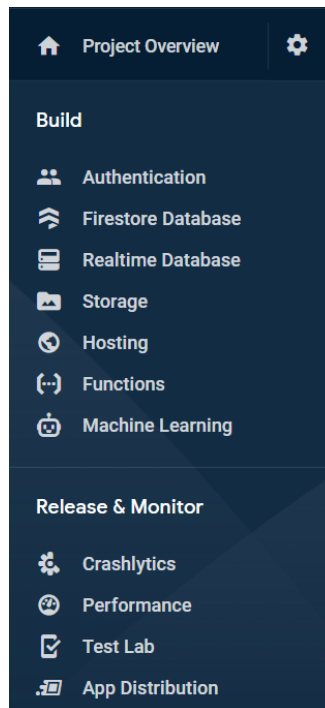 Project Overview
Build
Authentication
Firestore Database
Realtime Database
Storage
Hosting
Functions
Machine Learning
Release & Monitor
Crashlytics
Performance
Test Lab
App Distribution